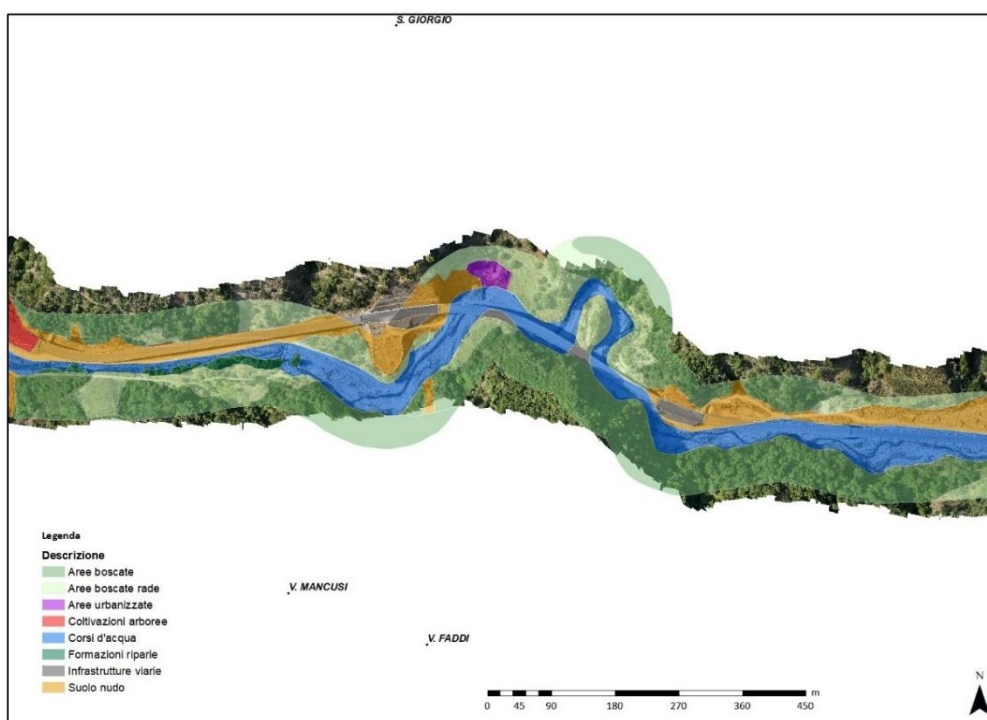 S. GIORGIO
Legenda
Descrizione
Aree boscate
Aree boscate rade
Aree urbanizzate
Coltivazioni arboree
Corsi d'acqua
Formazioni riparie
Infrastrutture viarie
Suolo nudo
V. MANCUSI
V. FADDI
m
0 45 90 180 270 360 450
N